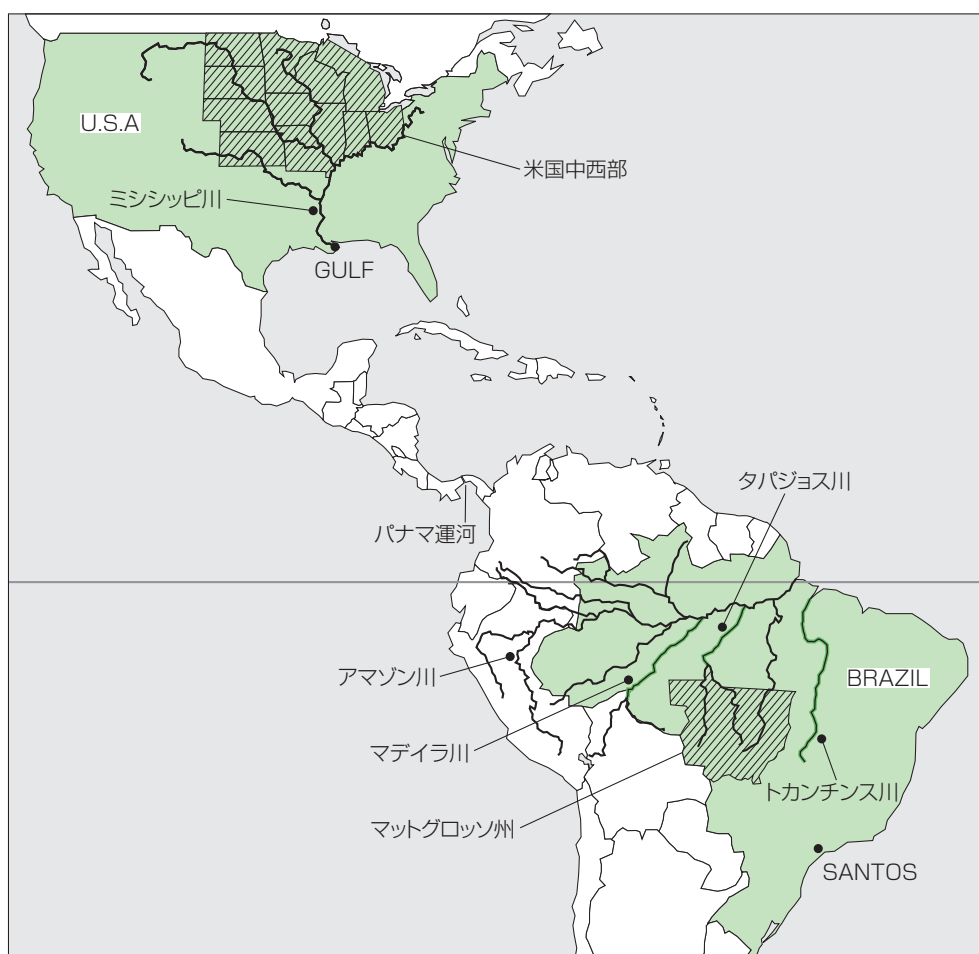 U.S.A
米国中西部
ミシシッピ川
GULF
タパジョス川
パナマ運河
アマゾン川
BRAZIL
マデイラ川
トカンチンス川
マットグロッソ州
SANTOS